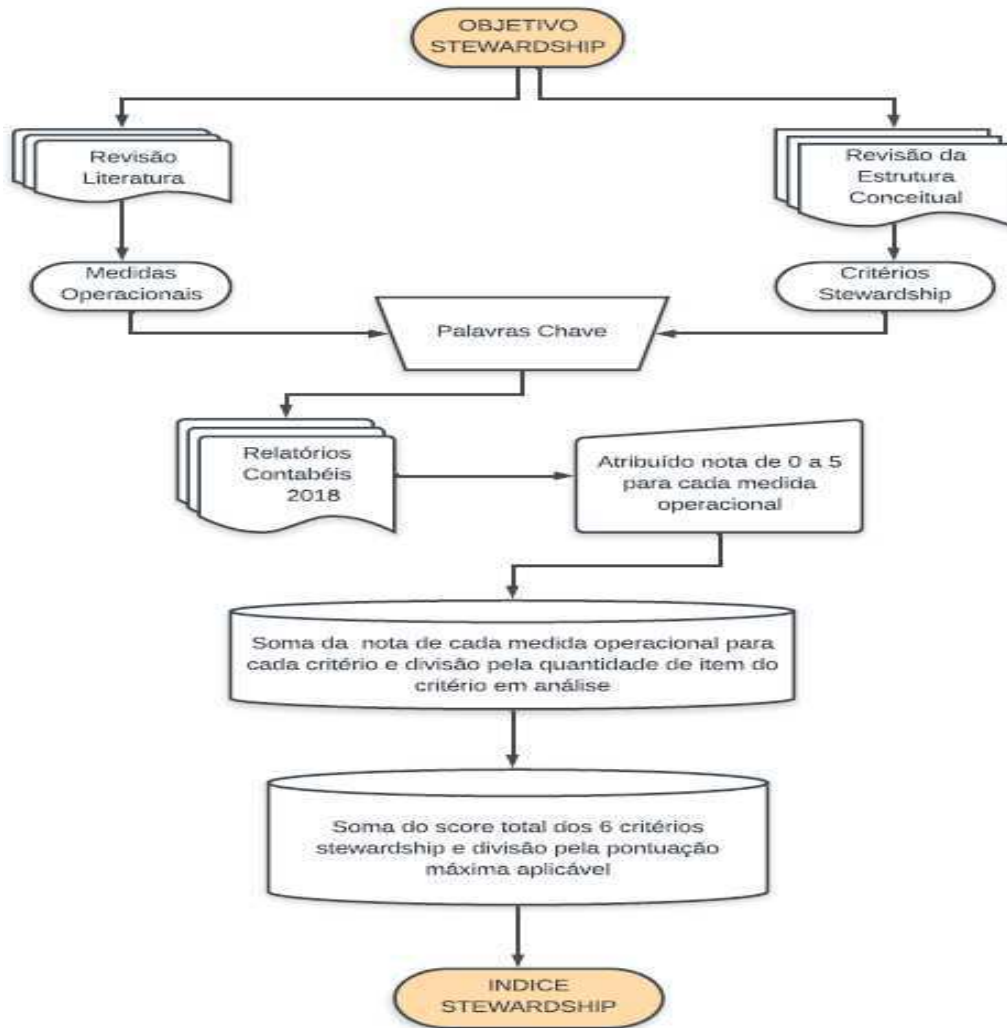 OBJETIVO
STEWARDSHIP
Revisão
Literatura
Revisão da
Estrutura
Conceitual
Medidas
Operacionais
Critérios
Stewardship
Palavras Chave
Relatórios
Contabéis
2018
Atribuído nota de 0 a 5
para cada medida
operacional
Soma da nota de cada medida operacional para
cada critério e divisão pela quantidade de item do
critério em análise
Soma do score total dos 6 critérios
stewardship e divisão pela pontuação
máxima aplicável
INDICE
STEWARDSHIP